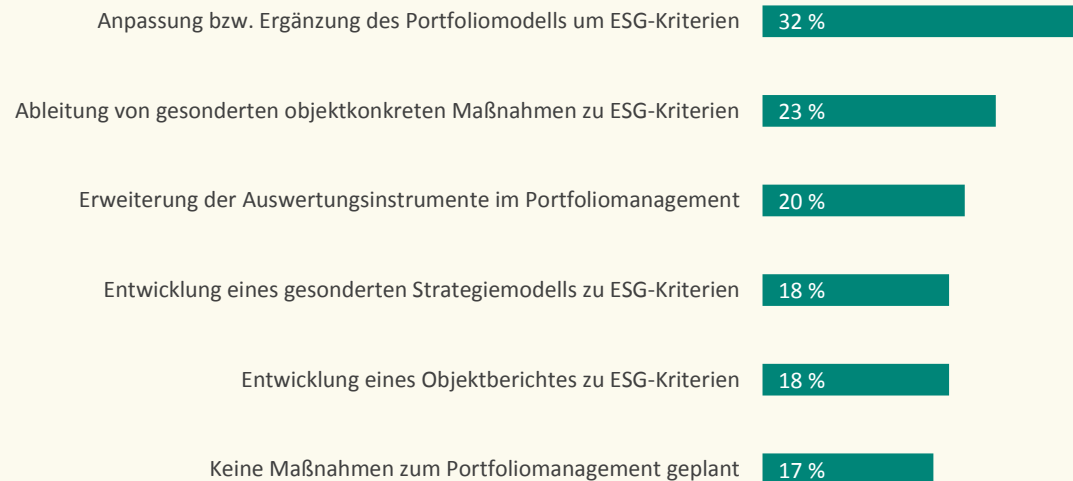 Anpassung bzw. Ergänzung des Portfoliomodells um ESG-Kriterien 32 %
Ableitung von gesonderten objektkonkreten Maßnahmen zu ESG-Kriterien 23 %
Erweiterung der Auswertungsinstrumente im Portfoliomanagement 20 %
Entwicklung eines gesonderten Strategiemodells zu ESG-Kriterien 18 %
Entwicklung eines Objektberichtes zu ESG-Kriterien 18 %
Keine Maßnahmen zum Portfoliomanagement geplant 17 %